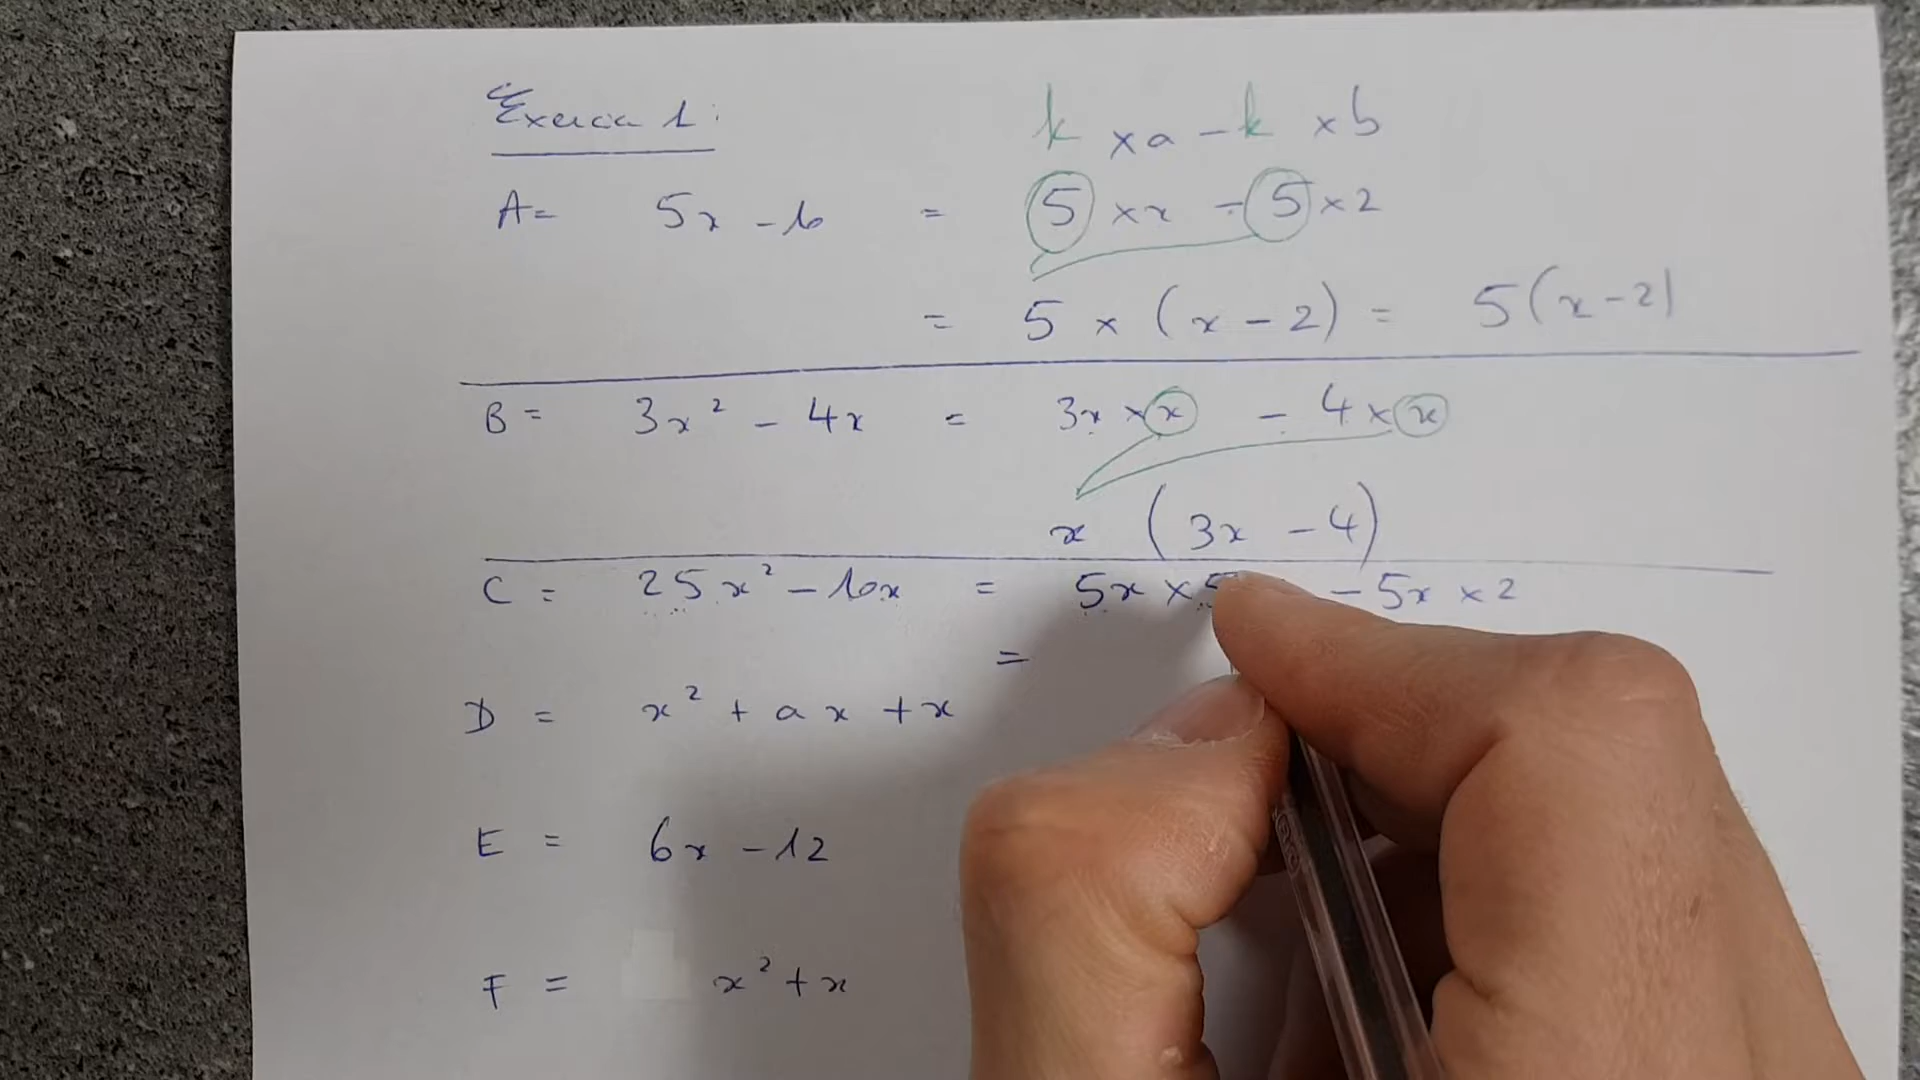 Exercice 1:
k × a - k × b
A = 5x - 10 = 5 × x - 5 × 2
= 5 × (x - 2) = 5(x - 2)
B = 3x² - 4x = 3x × x - 4 × x
x (3x - 4)
C = 25x² - 10x = 5x × 5 - 5x × 2
=
D = x² + ax + x
E = 6x - 12
F = x² + x